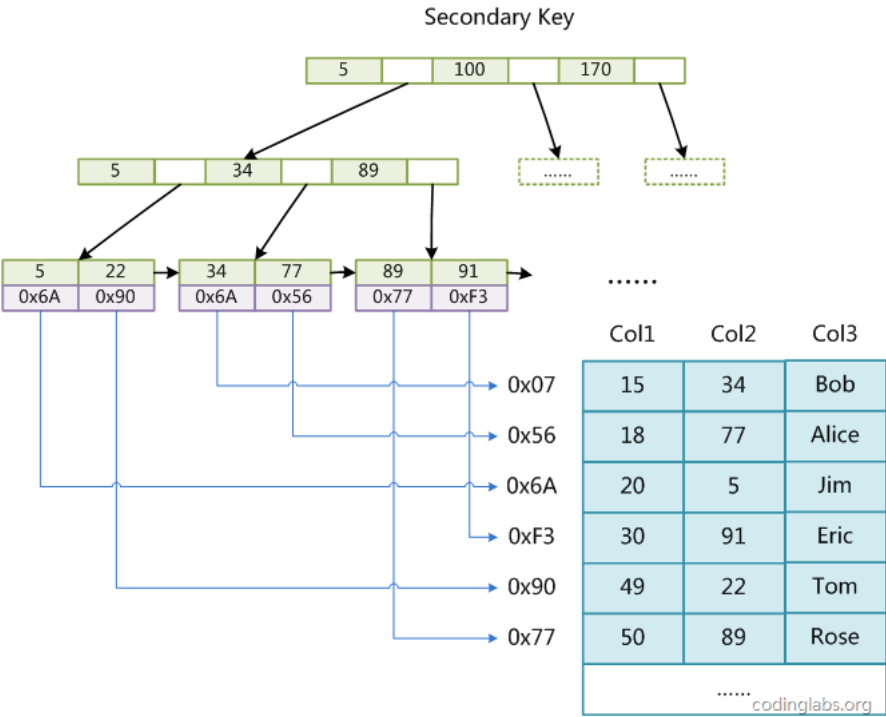 Secondary Key
5 100 170
5 34 89
...... ......
5 22 34 77 89 91
0x6A 0x90 0x6A 0x56 0x77 0xF3
......
Col1 Col2 Col3
0x07 15 34 Bob
0x56 18 77 Alice
0x6A 20 5 Jim
0xF3 30 91 Eric
0x90 49 22 Tom
0x77 50 89 Rose
......
codinglabs.org